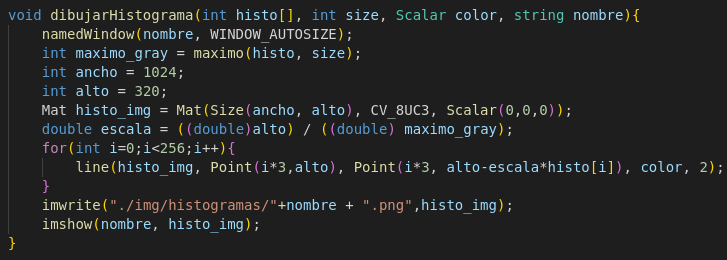 void dibujarHistograma(int histo[], int size, Scalar color, string nombre){
namedWindow(nombre, WINDOW_AUTOSIZE);
int maximo_gray = maximo(histo, size);
int ancho = 1024;
int alto = 320;
Mat histo_img = Mat(Size(ancho, alto), CV_8UC3, Scalar(0,0,0));
double escala = ((double)alto) / ((double) maximo_gray);
for(int i=0;i<256;i++){
line(histo_img, Point(i*3,alto), Point(i*3, alto-escala*histo[i]), color, 2);
}
imwrite("./img/histogramas/"+nombre + ".png",histo_img);
imshow(nombre, histo_img);
}